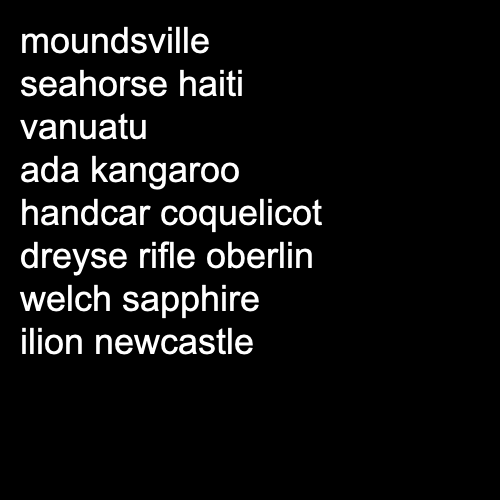 moundsville
seahorse haiti
vanuatu
ada kangaroo
handcar coquelicot
dreyse rifle oberlin
welch sapphire
ilion newcastle